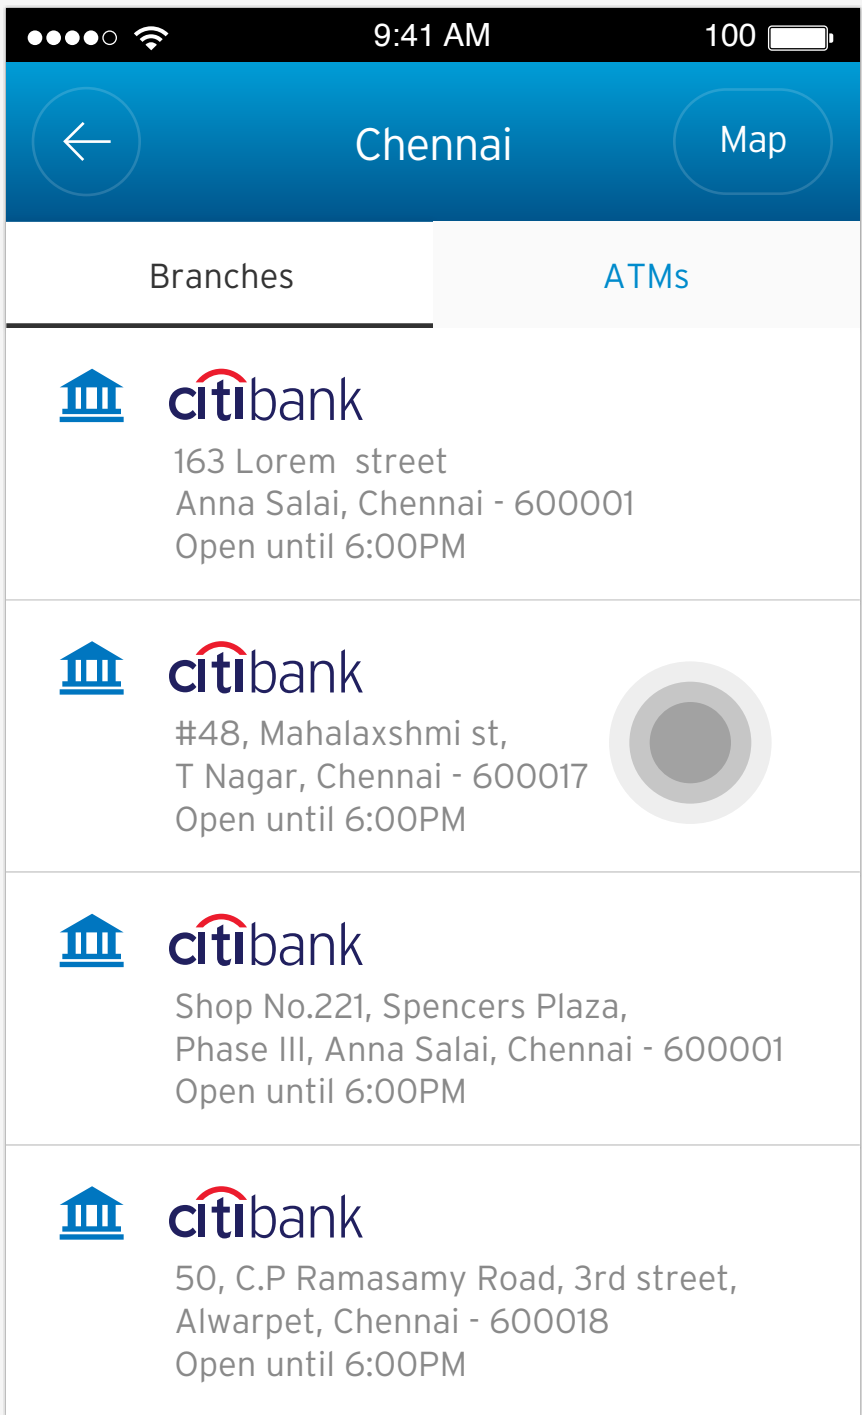 9:41 AM
100
Chennai
Map
Branches
ATMs
citibank
163 Lorem  street
Anna Salai, Chennai - 600001
Open until 6:00PM
citibank
#48, Mahalaxshmi st,
T Nagar, Chennai - 600017
Open until 6:00PM
citibank
Shop No.221, Spencers Plaza,
Phase III, Anna Salai, Chennai - 600001
Open until 6:00PM
citibank
50, C.P Ramasamy Road, 3rd street,
Alwarpet, Chennai - 600018
Open until 6:00PM